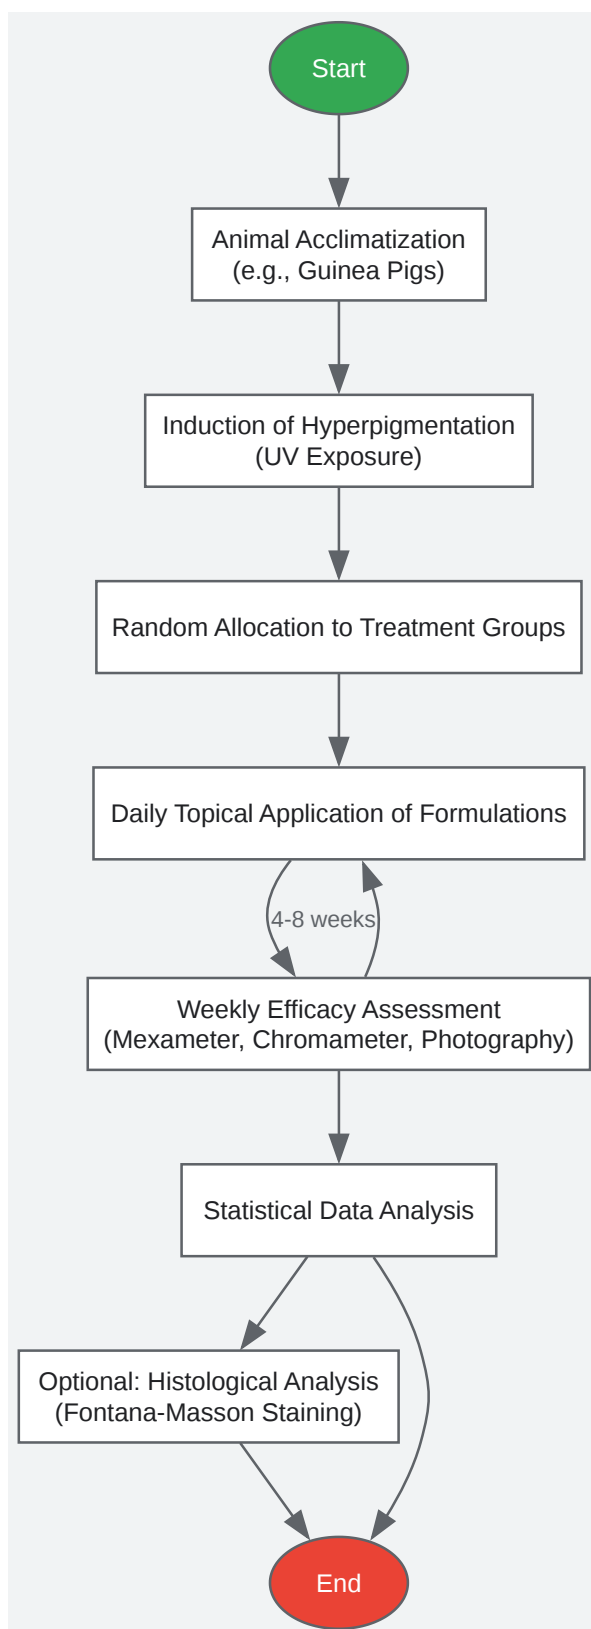 Start
Animal Acclimatization
(e.g., Guinea Pigs)
Induction of Hyperpigmentation
(UV Exposure)
Random Allocation to Treatment Groups
Daily Topical Application of Formulations
4-8 weeks
Weekly Efficacy Assessment
(Mexameter, Chromameter, Photography)
Statistical Data Analysis
Optional: Histological Analysis
(Fontana-Masson Staining)
End